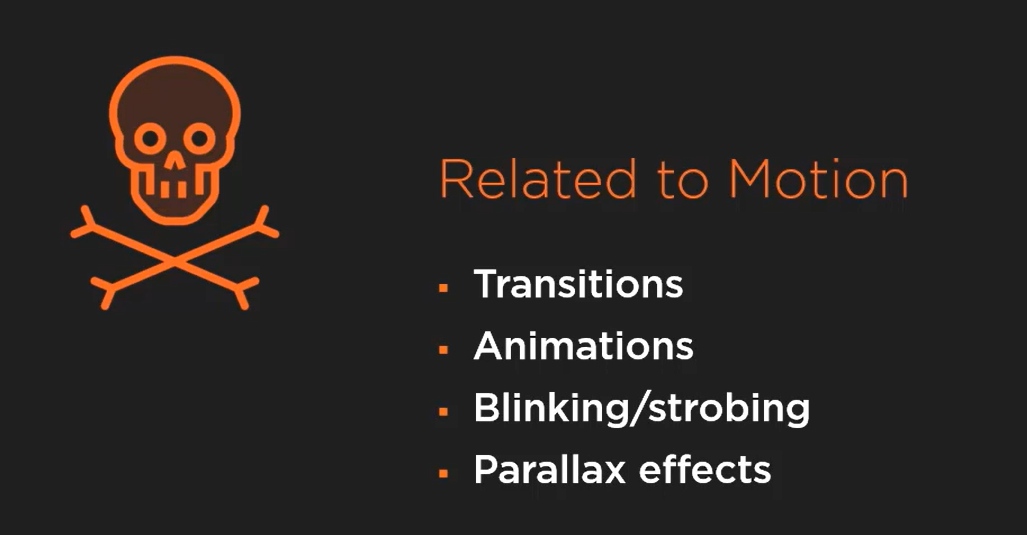 Related to Motion
Transitions
Animations
Blinking/strobing
Parallax effects